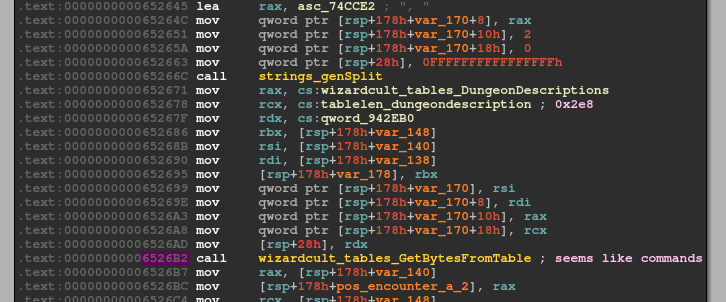 .text:0000000000652645 lea rax, asc_74CCE2 ; ", "
.text:000000000065264C mov qword ptr [rsp+178h+var_170+8], rax
.text:0000000000652651 mov qword ptr [rsp+178h+var_170+10h], 2
.text:000000000065265A mov qword ptr [rsp+178h+var_170+18h], 0
.text:0000000000652663 mov qword ptr [rsp+28h], 0FFFFFFFFFFFFFFFFh
.text:000000000065266C call strings_genSplit
.text:0000000000652671 mov rax, cs:wizardcult_tables_DungeonDescriptions
.text:0000000000652678 mov rcx, cs:tablelen_dungeondescription ; 0x2e8
.text:000000000065267F mov rdx, cs:qword_942EB0
.text:0000000000652686 mov rbx, [rsp+178h+var_148]
.text:000000000065268B mov rsi, [rsp+178h+var_140]
.text:0000000000652690 mov rdi, [rsp+178h+var_138]
.text:0000000000652695 mov [rsp+178h+var_178], rbx
.text:0000000000652699 mov qword ptr [rsp+178h+var_170], rsi
.text:000000000065269E mov qword ptr [rsp+178h+var_170+8], rdi
.text:00000000006526A3 mov qword ptr [rsp+178h+var_170+10h], rax
.text:00000000006526A8 mov qword ptr [rsp+178h+var_170+18h], rcx
.text:00000000006526AD mov [rsp+28h], rdx
.text:00000000006526B2 call wizardcult_tables_GetBytesFromTable ; seems like commands
.text:00000000006526B7 mov rax, [rsp+178h+var_140]
.text:00000000006526BC mov [rsp+178h+pos_encounter_a_2], rax
.text:00000000006526C4 mov rcx, [rsp+178h+var_148]